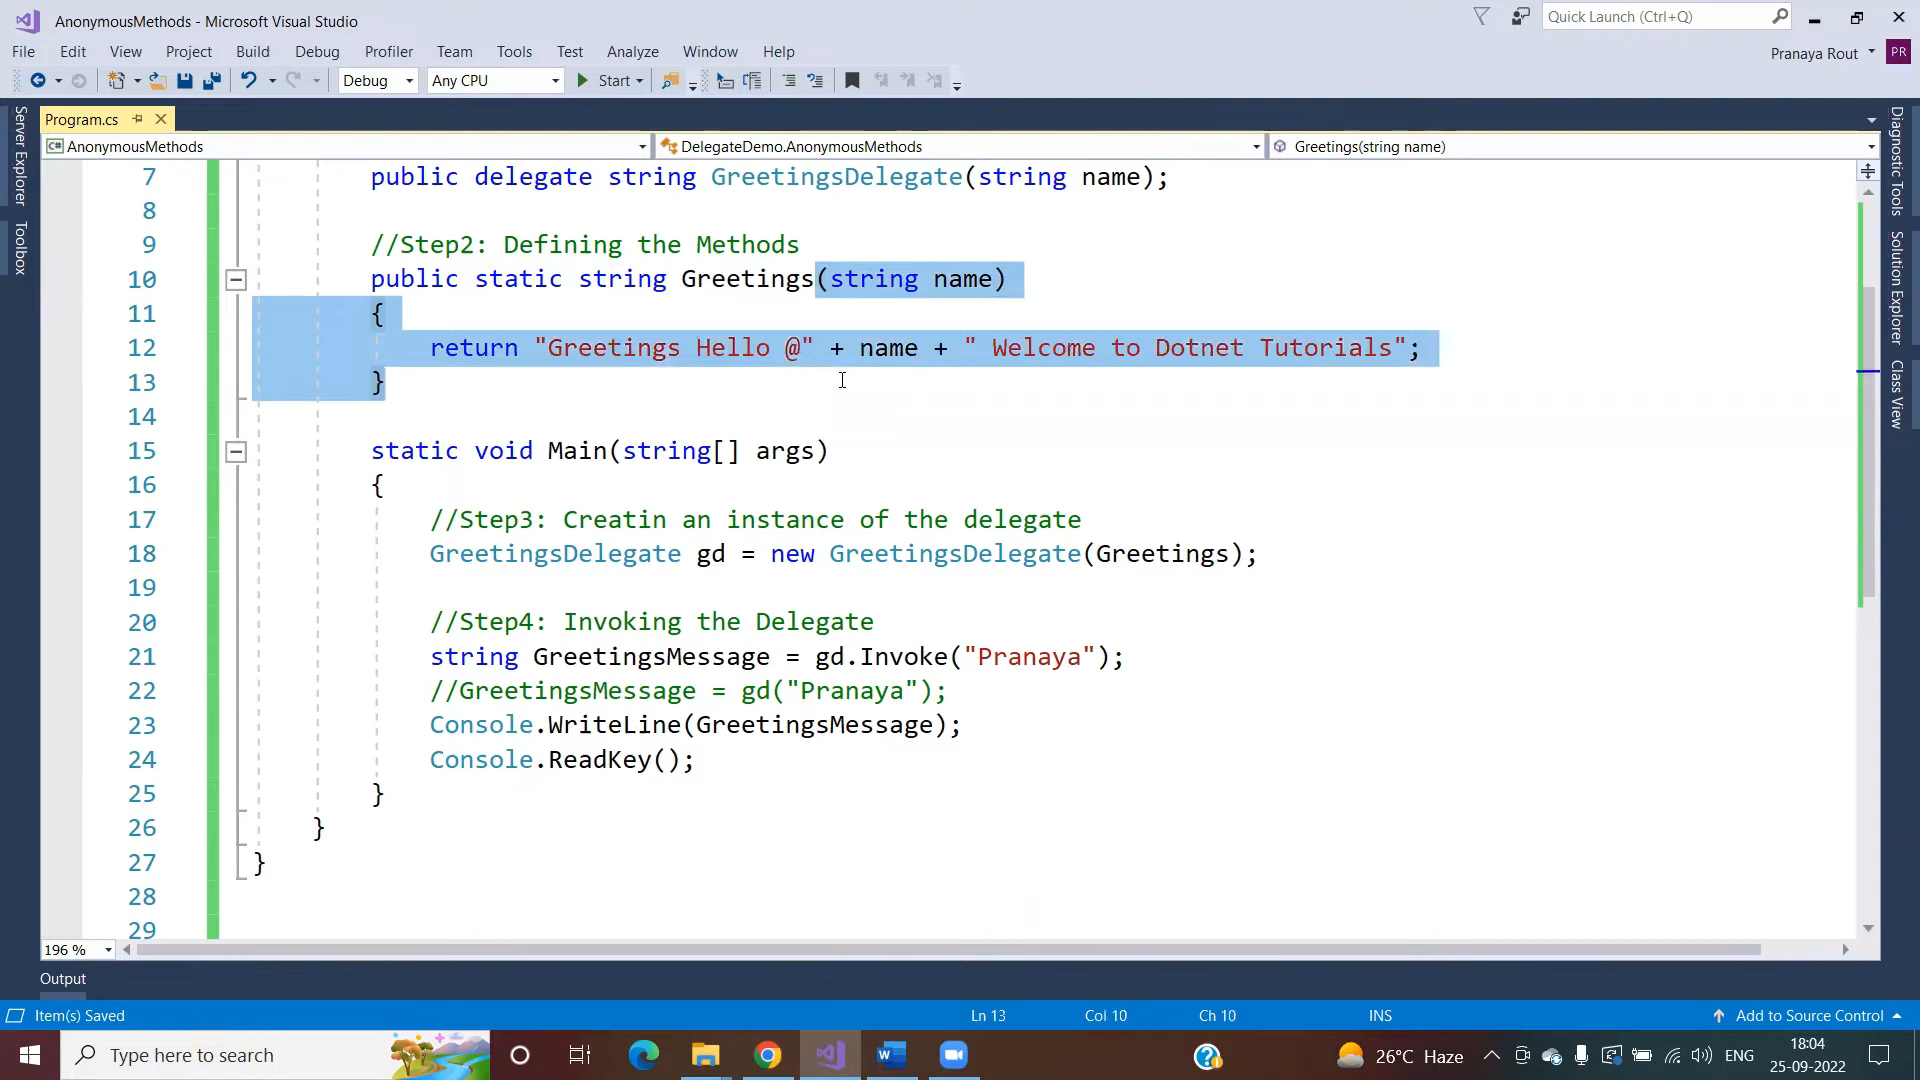 AnonymousMethods - Microsoft Visual Studio
Quick Launch (Ctrl+Q)
File Edit View Project Build Debug Profiler Team Tools Test Analyze Window Help
Pranaya Rout PR
Debug Any CPU Start
Program.cs
C# AnonymousMethods DelegateDemo.AnonymousMethods Greetings(string name)
Server Explorer
Toolbox
Diagnostic Tools
Solution Explorer
Class View
7 public delegate string GreetingsDelegate(string name);
8
9 //Step2: Defining the Methods
10 public static string Greetings(string name)
11 {
12 return "Greetings Hello @" + name + " Welcome to Dotnet Tutorials";
13 }
14
15 static void Main(string[] args)
16 {
17 //Step3: Creatin an instance of the delegate
18 GreetingsDelegate gd = new GreetingsDelegate(Greetings);
19
20 //Step4: Invoking the Delegate
21 string GreetingsMessage = gd.Invoke("Pranaya");
22 //GreetingsMessage = gd("Pranaya");
23 Console.WriteLine(GreetingsMessage);
24 Console.ReadKey();
25 }
26 }
27 }
28
29
196 %
Output
Item(s) Saved Ln 13 Col 10 Ch 10 INS Add to Source Control
Type here to search
26°C Haze ENG
18:04
25-09-2022